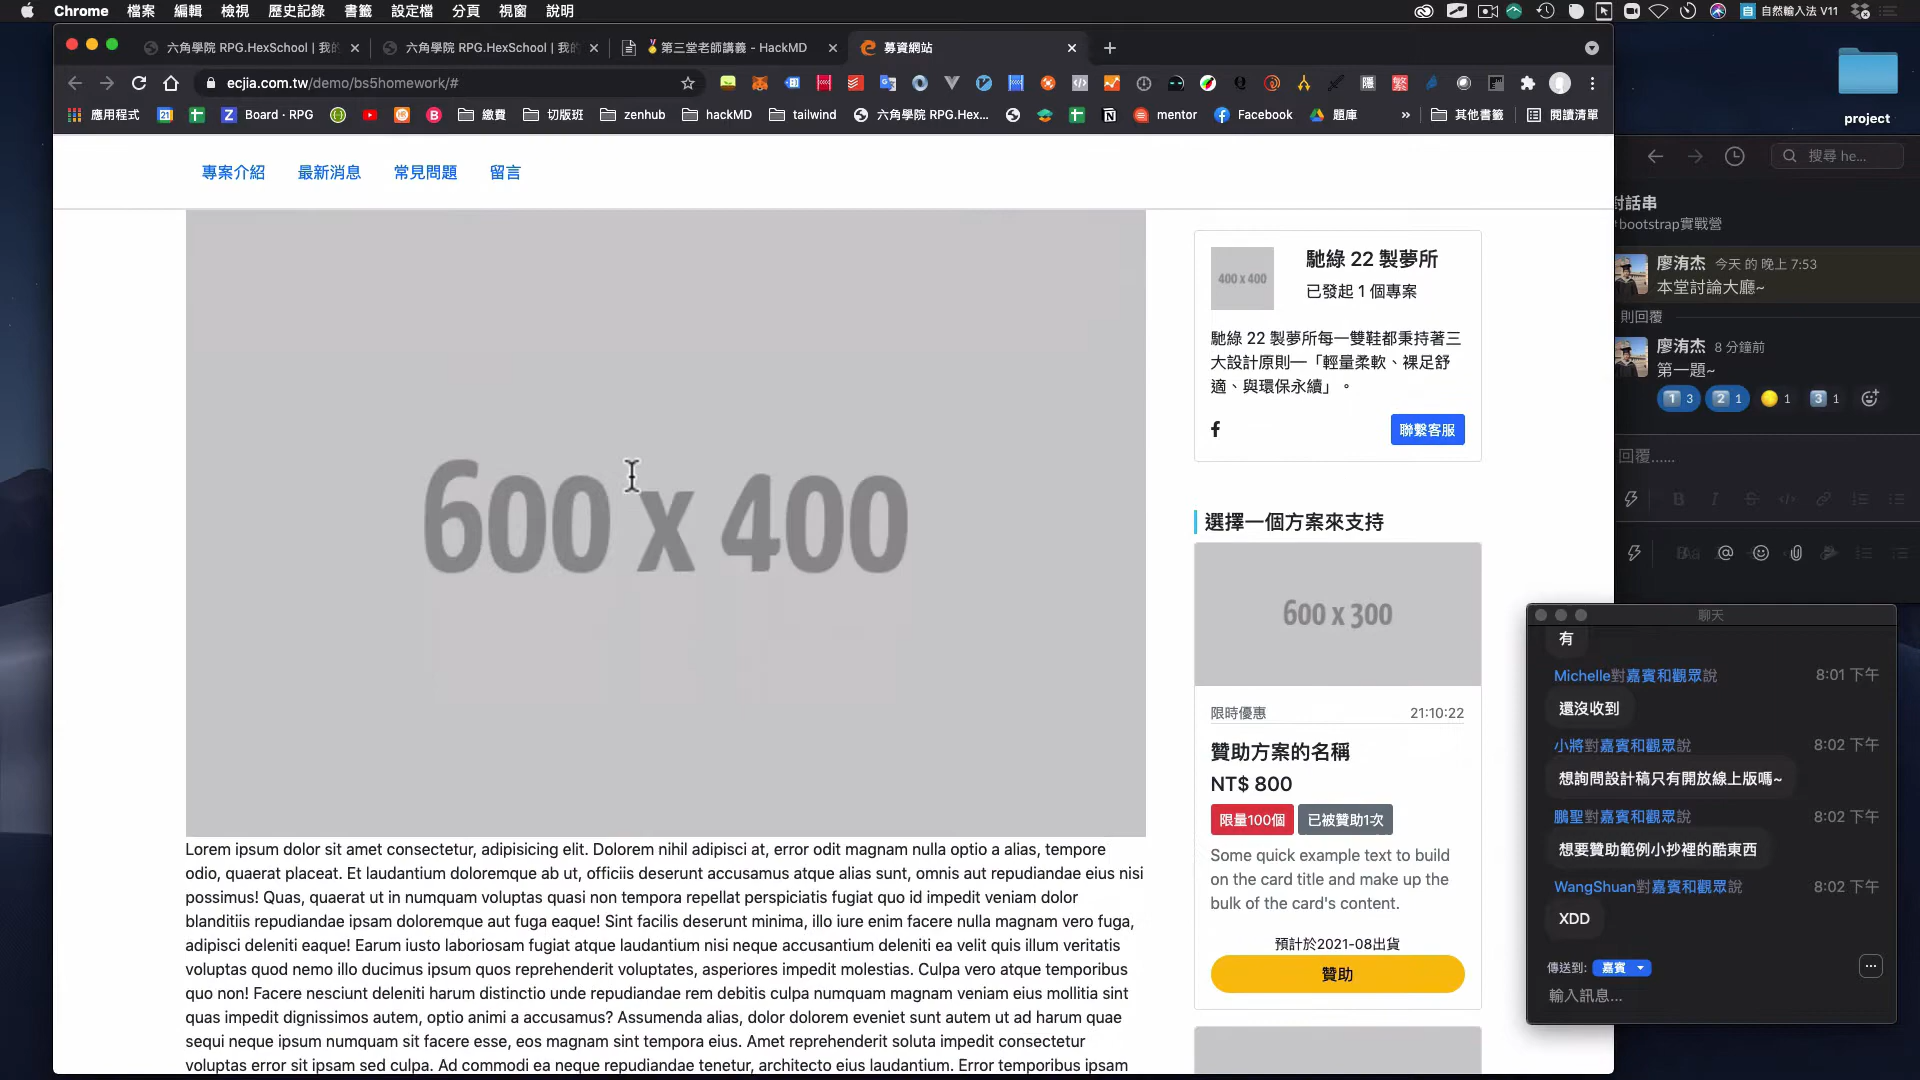 Chrome 檔案 編輯 檢視 歷史記錄 書籤 設定檔 分頁 視窗 說明
自然輸入法 V11
六角學院 RPG.HexSchool | 我的
六角學院 RPG.HexSchool | 我的
第三堂老師講義 - HackMD
募資網站
ecjia.com.tw/demo/bs5homework/#
應用程式
Board · RPG
繳費
切版班
zenhub
hackMD
tailwind
六角學院 RPG.Hex...
mentor
Facebook
題庫
»
其他書籤
閱讀清單
project
專案介紹
最新消息
常見問題
留言
600 x 400
Lorem ipsum dolor sit amet consectetur, adipisicing elit. Dolorem nihil adipisci at, error odit magnam nulla optio a alias, tempore
odio, quaerat placeat. Et laudantium doloremque ab ut, officiis deserunt accusamus atque alias sunt, omnis aut repudiandae eius nisi
possimus! Quas, quaerat ut in numquam voluptas quasi non tempora repellat perspiciatis fugiat quo id impedit veniam dolor
blanditiis repudiandae ipsam doloremque aut fuga eaque! Sint facilis deserunt minima, illo iure enim facere nulla magnam vero fuga,
adipisci deleniti eaque! Earum iusto laboriosam fugiat atque laudantium nisi neque accusantium deleniti ea velit quis illum veritatis
voluptas quod nemo illo ducimus ipsum quos reprehenderit voluptates, asperiores impedit molestias. Culpa vero atque temporibus
quo non! Facere nesciunt deleniti harum distinctio unde repudiandae rem debitis culpa numquam magnam veniam eius mollitia sint
quas impedit dignissimos autem, optio animi a accusamus? Assumenda alias, dolor dolorem eveniet sunt autem ut ad harum quae
sequi neque ipsum numquam sit facere esse, eos magnam sint tempora eius. Amet reprehenderit soluta impedit consectetur
voluptas error sit ipsam sed culpa. Ad commodi ea neque repudiandae tenetur, architecto eius laudantium. Error temporibus ipsam
400 x 400
馳綠 22 製夢所
已發起 1 個專案
馳綠 22 製夢所每一雙鞋都秉持著三
大設計原則—「輕量柔軟、裸足舒
適、與環保永續」。
聯繫客服
選擇一個方案來支持
600 x 300
限時優惠
21:10:22
贊助方案的名稱
NT$ 800
限量100個
已被贊助1次
Some quick example text to build
on the card title and make up the
bulk of the card's content.
預計於2021-08出貨
贊助
搜尋 he...
對話串
#bootstrap實戰營
廖洧杰 今天 的 晚上 7:53
本堂討論大廳~
則回覆
廖洧杰 8 分鐘前
第一題~
1 3
2 1
1
3 1
回覆......
聊天
有
Michelle對嘉賓和觀眾說 8:01 下午
還沒收到
小將對嘉賓和觀眾說 8:02 下午
想詢問設計稿只有開放線上版嗎~
鵬聖對嘉賓和觀眾說 8:02 下午
想要贊助範例小抄裡的酷東西
WangShuan對嘉賓和觀眾說 8:02 下午
XDD
傳送到: 嘉賓
輸入訊息...